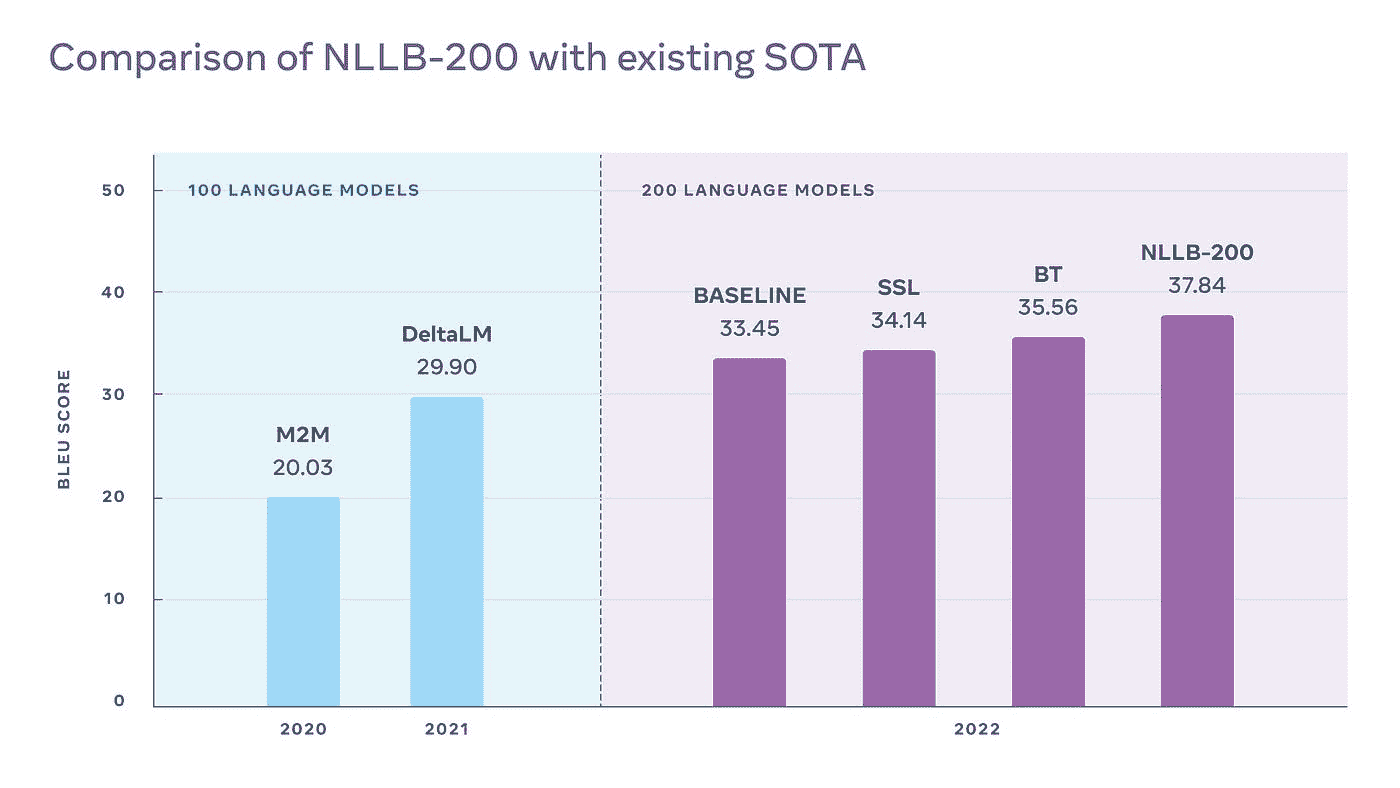 Comparison of NLLB-200 with existing SOTA
100 LANGUAGE MODELS
200 LANGUAGE MODELS
BLEU SCORE
50
40
30
20
10
0
M2M
20.03
DeltaLM
29.90
BASELINE
33.45
SSL
34.14
BT
35.56
NLLB-200
37.84
2020
2021
2022